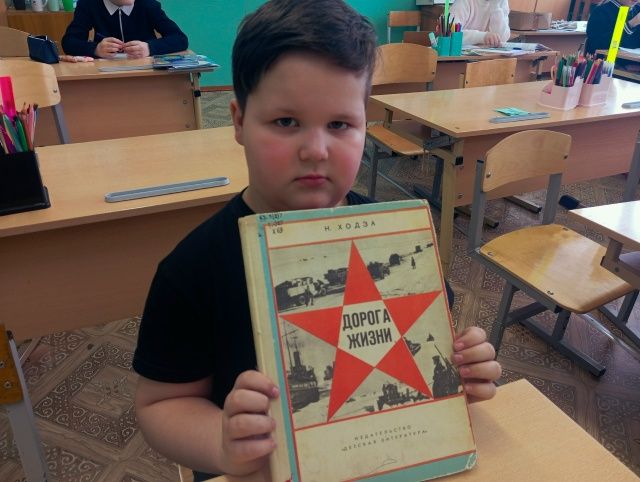 Н. ХОДЗА
ДОРОГА
ЖИЗНИ
ИЗДАТЕЛЬСТВО
«ДЕТСКАЯ ЛИТЕРАТУРА»